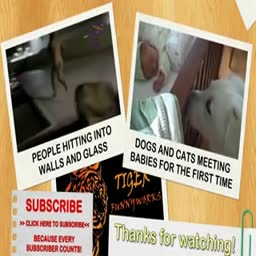 PEOPLE HITTING INTO
WALLS AND GLASS
DOGS AND CATS MEETING
BABIES FOR THE FIRST TIME
SUBSCRIBE
>> CLICK HERE TO SUBSCRIBE<<
BECAUSE EVERY
SUBSCRIBER COUNTS!
TIGER
FUNNYWORKS
Thanks for watching!